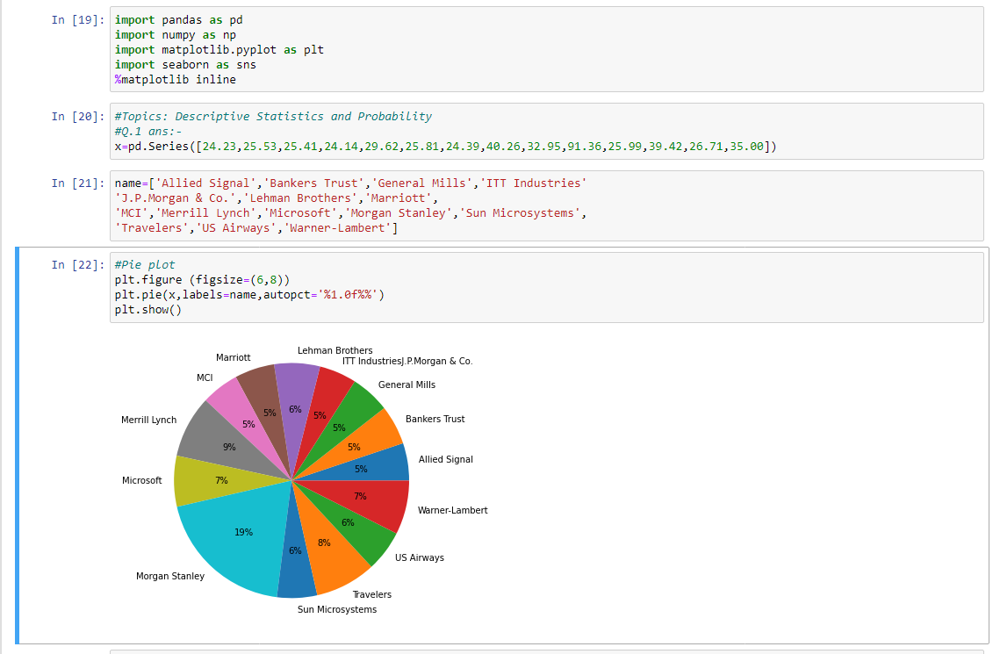 In [19]: import pandas as pd
import numpy as np
import matplotlib.pyplot as plt
import seaborn as sns
%matplotlib inline
In [20]: #Topics: Descriptive Statistics and Probability
#Q.1 ans:-
x=pd.Series([24.23,25.53,25.41,24.14,29.62,25.81,24.39,40.26,32.95,91.36,25.99,39.42,26.71,35.00])
In [21]: name=['Allied Signal','Bankers Trust','General Mills','ITT Industries'
'J.P.Morgan & Co.','Lehman Brothers','Marriott',
'MCI','Merrill Lynch','Microsoft','Morgan Stanley','Sun Microsystems',
'Travelers','US Airways','Warner-Lambert']
In [22]: #Pie plot
plt.figure (figsize=(6,8))
plt.pie(x,labels=name,autopct='%1.0f%%')
plt.show()
Lehman Brothers
Marriott
ITT IndustriesJ.P.Morgan & Co.
MCI
General Mills
6%
5%
5%
Merrill Lynch
Bankers Trust
5%
5%
9%
5%
Allied Signal
5%
Microsoft
7%
7%
Warner-Lambert
6%
19%
8%
6%
US Airways
Morgan Stanley
Travelers
Sun Microsystems